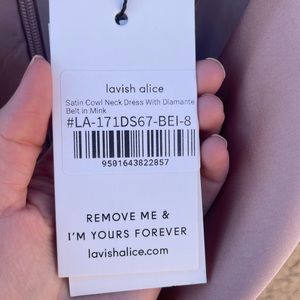 lavish alice
Satin Cowl Neck Dress With Diamante
Belt in Mink
#LA-171DS67-BEI-8
9501643822857
REMOVE ME &
I'M YOURS FOREVER
lavishalice.com